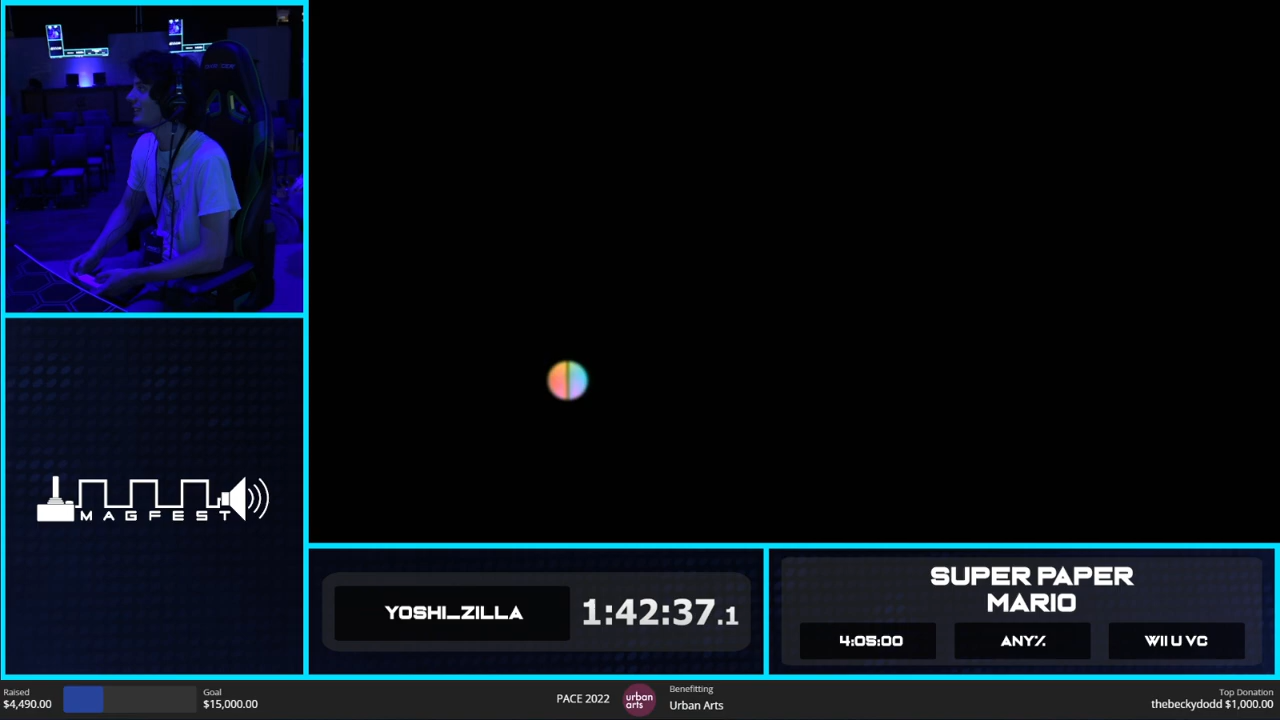 MAGFEST
YOSHI_ZILLA
1:42:37.1
SUPER PAPER
MARIO
4:05:00
ANY%
WII U VC
Raised
$4,490.00
Goal
$15,000.00
PACE 2022
urban
arts
Benefitting
Urban Arts
Top Donation
thebeckydodd $1,000.00